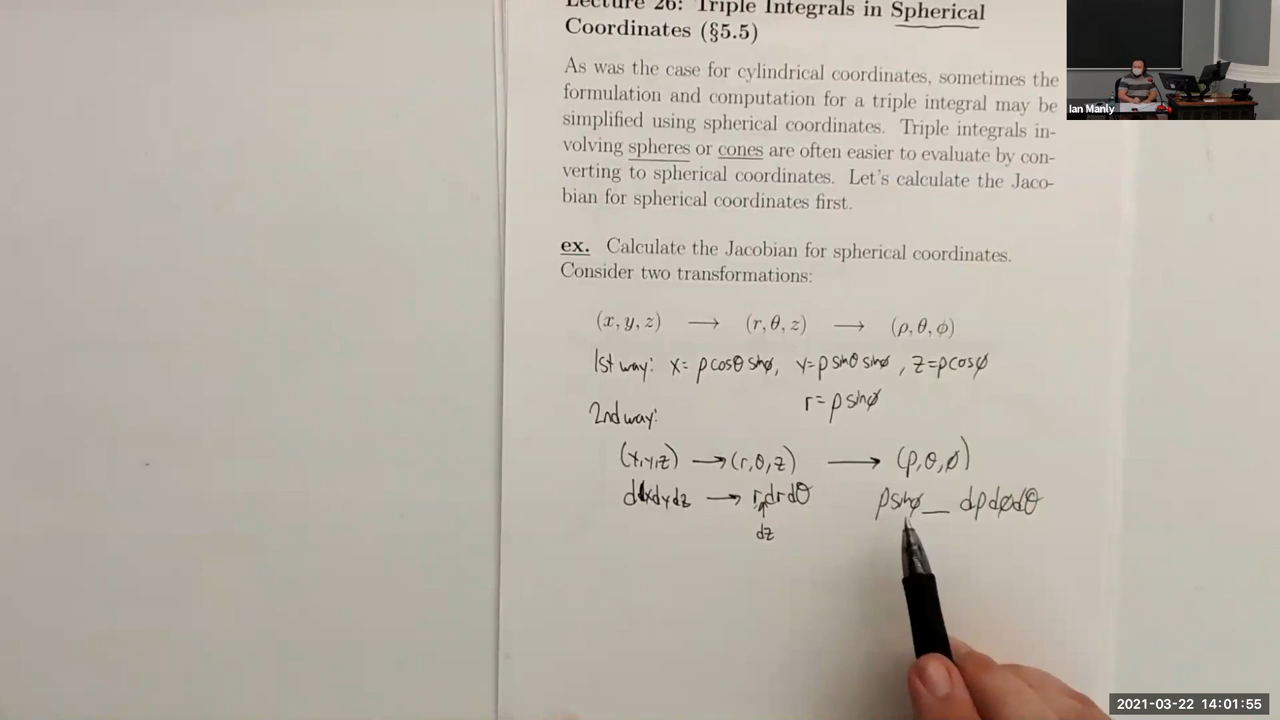 Lecture 26: Triple Integrals in Spherical
Coordinates (§5.5)
As was the case for cylindrical coordinates, sometimes the
formulation and computation for a triple integral may be
simplified using spherical coordinates. Triple integrals in-
volving spheres or cones are often easier to evaluate by con-
verting to spherical coordinates. Let's calculate the Jaco-
bian for spherical coordinates first.
ex. Calculate the Jacobian for spherical coordinates.
Consider two transformations:
(x, y, z) → (r, θ, z) → (ρ, θ, ϕ)
1st way: x = ρcosθ sinϕ, y = ρ sinθ sinϕ, z = ρcosϕ
r = ρ sinϕ
2nd way:
(x,y,z) → (r,θ,z) → (ρ,θ,ϕ)
dxdydz → r drdθ ρsinϕ __ dρdϕdθ
dz
Ian Manly
2021-03-22 14:01:55